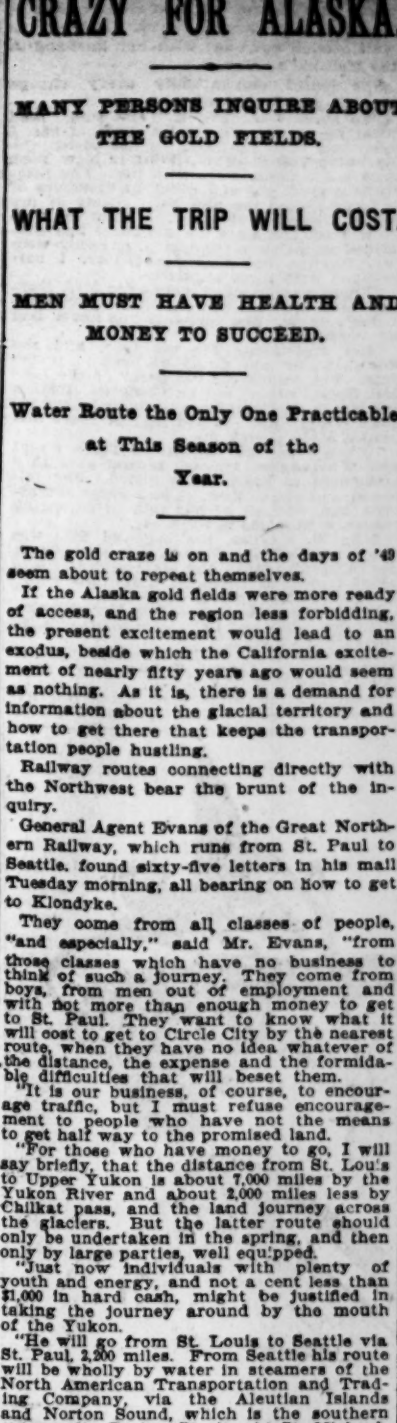 CRAZY FOR ALASKA
MANY PERSONS INQUIRE ABOUT
THE GOLD FIELDS.
WHAT THE TRIP WILL COST
MEN MUST HAVE HEALTH AND
MONEY TO SUCCEED.
Water Route the Only One Practicable
at This Season of the
Year.
The gold craze is on and the days of '49
seem about to repeat themselves.
If the Alaska gold fields were more ready
of access, and the region less forbidding,
the present excitement would lead to an
exodus, beside which the California excite-
ment of nearly fifty years ago would seem
as nothing. As it is, there is a demand for
information about the glacial territory and
how to get there that keeps the transpor-
tation people hustling.
Railway routes connecting directly with
the Northwest bear the brunt of the in-
quiry.
General Agent Evans of the Great North-
ern Railway, which runs from St. Paul to
Seattle, found sixty-five letters in his mail
Tuesday morning, all bearing on how to get
to Klondyke.
They come from all classes of people,
"and especially," said Mr. Evans, "from
those classes which have no business to
think of such a journey. They come from
boys, from men out of employment and
with not more than enough money to get
to St. Paul. They want to know what it
will cost to get to Circle City by the nearest
route, when they have no idea whatever of
the distance, the expense and the formida-
ble difficulties that will beset them.
"It is our business, of course, to encour-
age traffic, but I must refuse encourage-
ment to people who have not the means
to get half way to the promised land.
"For those who have money to go, I will
say briefly, that the distance from St. Louis
to Upper Yukon is about 7,000 miles by the
Yukon River and about 2,000 miles less by
Chilkat pass, and the land journey across
the glaciers. But the latter route should
only be undertaken in the spring, and then
only by large parties, well equipped.
"Just now individuals with plenty of
youth and energy, and not a cent less than
$1,000 in hard cash, might be justified in
taking the journey around by the mouth
of the Yukon.
"He will go from St. Louis to Seattle via
St. Paul, 2,200 miles. From Seattle his route
will be wholly by water in steamers of the
North American Transportation and Trad-
ing Company, via the Aleutian Islands
and Norton Sound, which is the southern